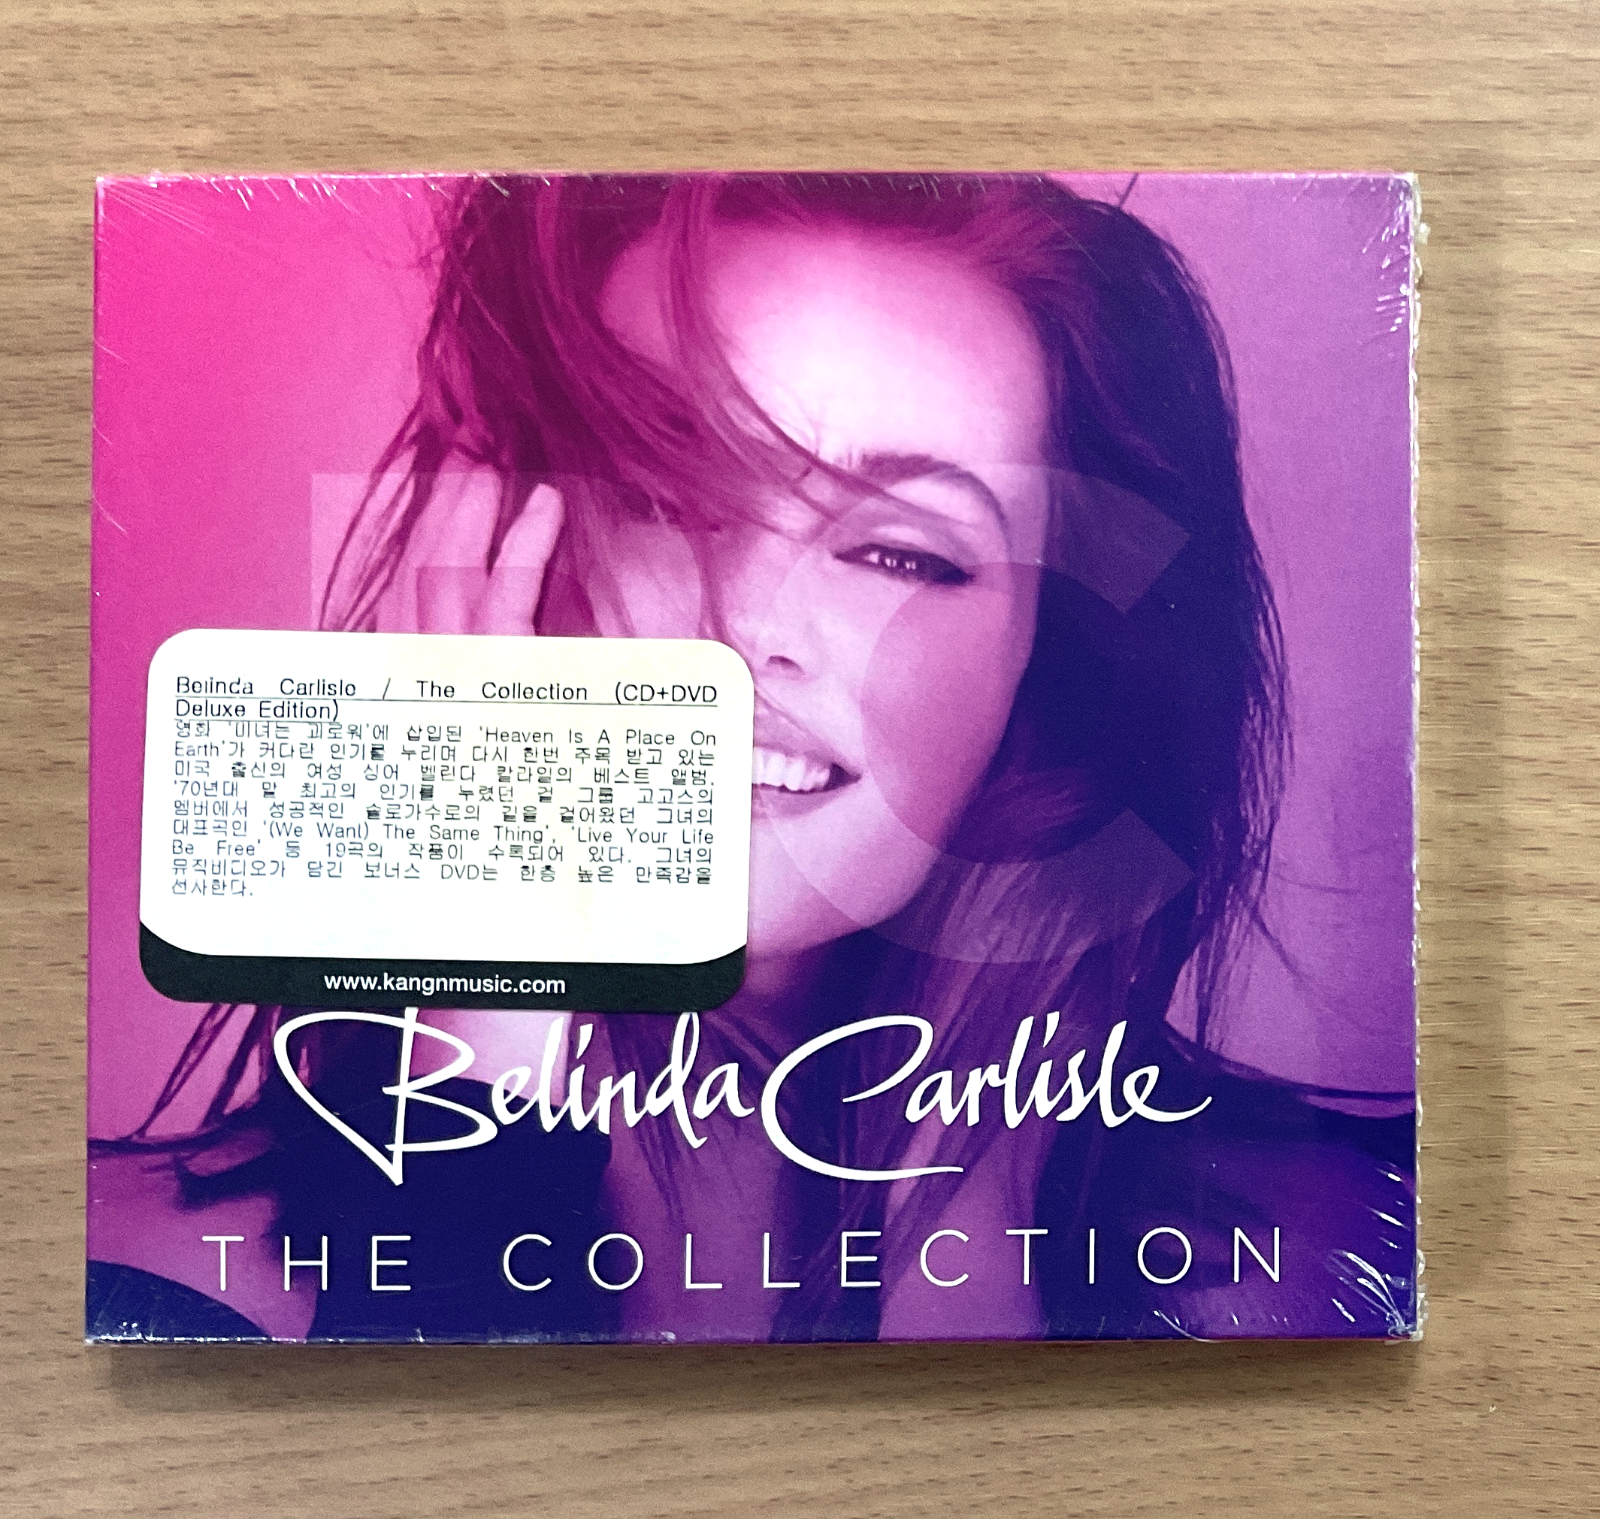 Belinda Carlisle / The Collection (CD+DVD
Deluxe Edition)
영화 '미녀는 괴로워'에 삽입된 'Heaven Is A Place On
Earth'가 커다란 인기를 누리며 다시 한번 주목 받고 있는
미국 출신의 여성 싱어 벨린다 칼라일의 베스트 앨범.
'70년대 말 최고의 인기를 누렸던 걸 그룹 고고스의
멤버에서 성공적인 솔로가수로의 길을 걸어왔던 그녀의
대표곡인 '(We Want) The Same Thing', 'Live Your Life
Be Free' 등 19곡의 작품이 수록되어 있다. 그녀의
뮤직비디오가 담긴 보너스 DVD는 한층 높은 만족감을
선사한다.
www.kangnmusic.com
BC
Belinda Carlisle
THE COLLECTION